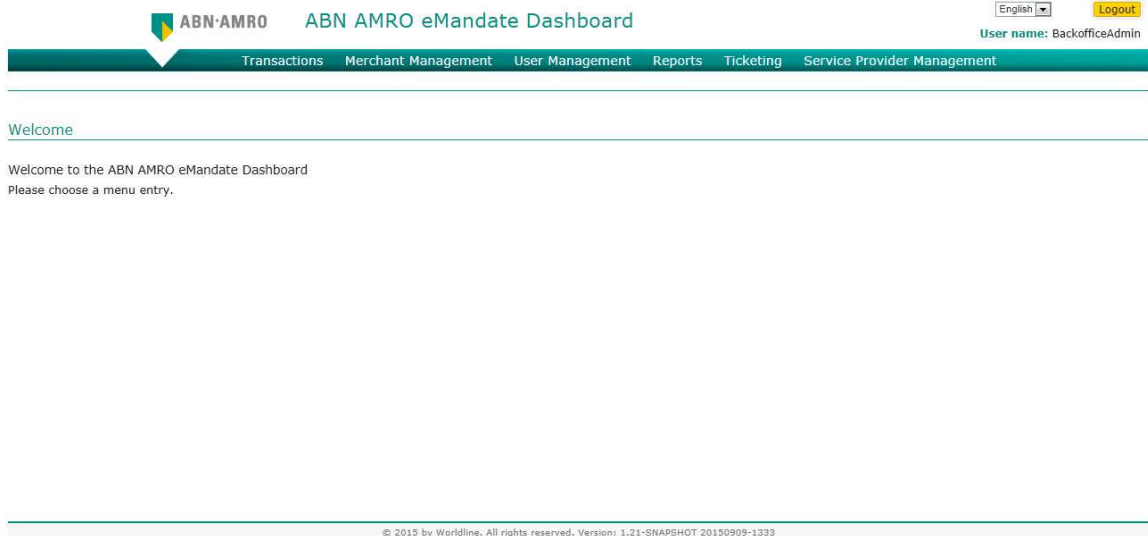 ABN·AMRO
ABN AMRO eMandate Dashboard
English
Logout
User name: BackofficeAdmin
Transactions Merchant Management User Management Reports Ticketing Service Provider Management
Welcome
Welcome to the ABN AMRO eMandate Dashboard
Please choose a menu entry.
© 2015 by Worldline. All rights reserved. Version: 1.21-SNAPSHOT 20150909-1333